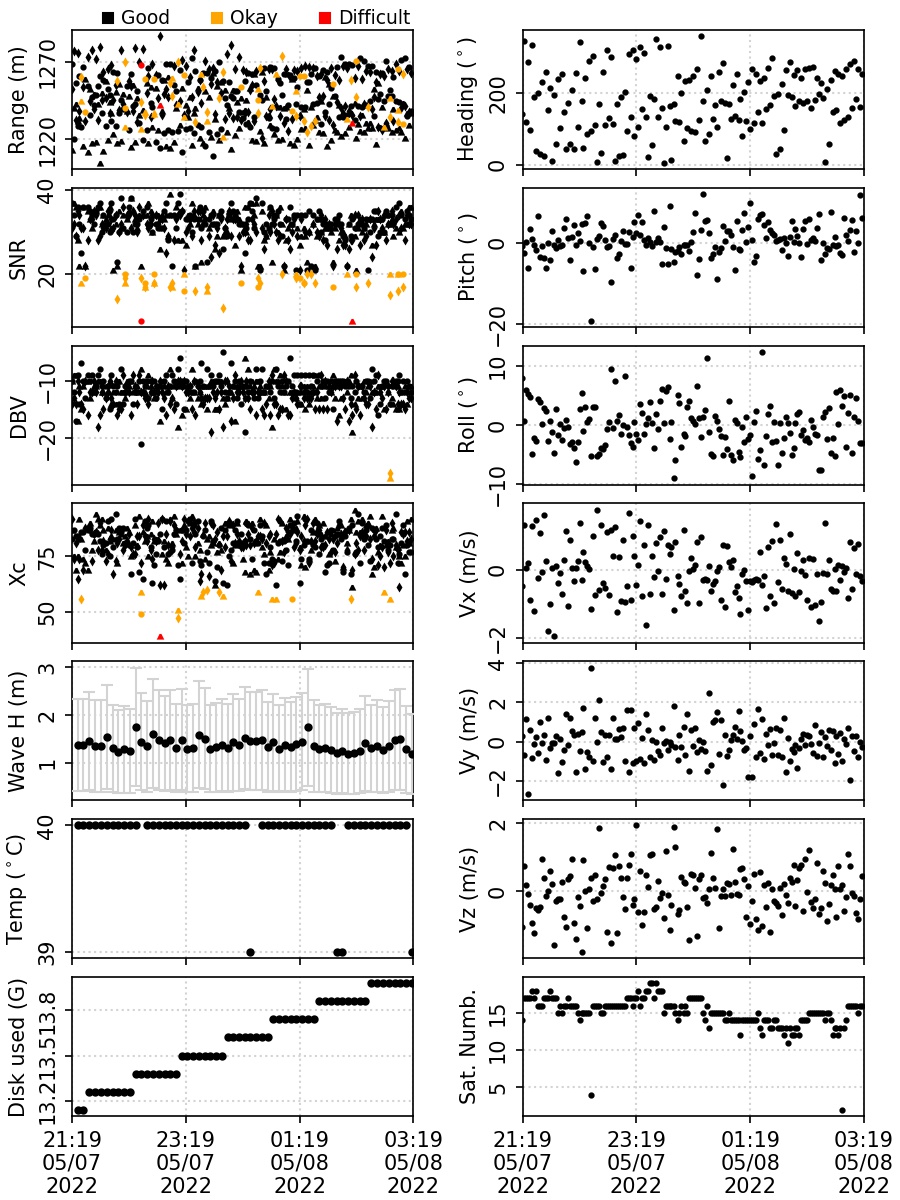 Good Okay Difficult
Range (m)
1270
1220
Heading (°)
200
0
SNR
40
20
Pitch (°)
0
−20
DBV
−10
−20
Roll (°)
10
0
−10
Xc
75
50
Vx (m/s)
0
−2
Wave H (m)
3
2
1
Vy (m/s)
4
2
0
−2
Temp (°C)
40
39
Vz (m/s)
2
0
Disk used (G)
13.8
13.5
13.2
Sat. Numb.
15
10
5
21:19 23:19 01:19 03:19 21:19 23:19 01:19 03:19
05/07 05/07 05/08 05/08 05/07 05/07 05/08 05/08
2022 2022 2022 2022 2022 2022 2022 2022